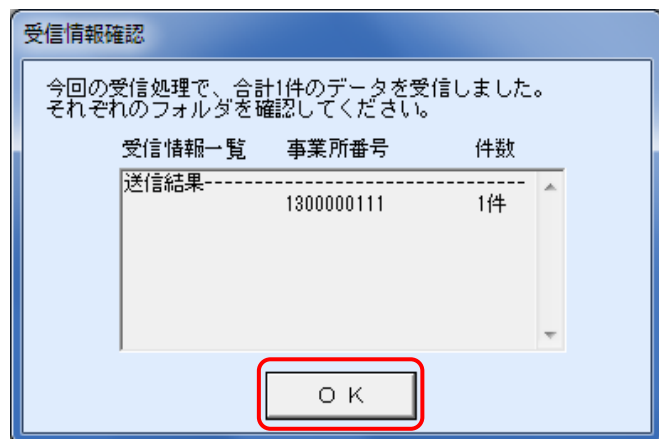 受信情報確認
今回の受信処理で、合計1件のデータを受信しました。
それぞれのフォルダを確認してください。
受信情報一覧 事業所番号 件数
送信結果------------------------------
1300000111 1件
ＯＫ